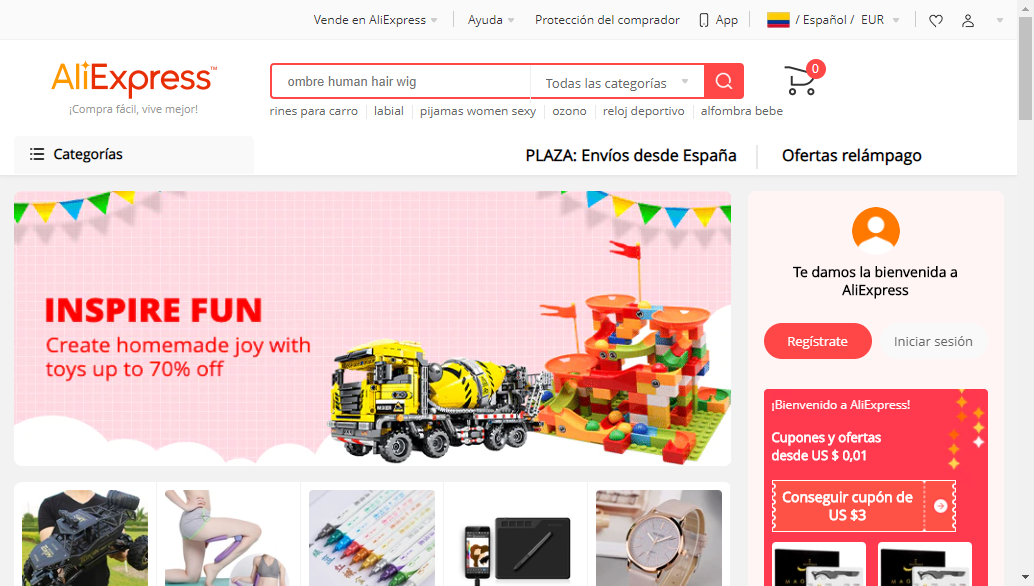 Vende en AliExpress
Ayuda
Protección del comprador
App
/ Español / EUR
AliExpress™
¡Compra fácil, vive mejor!
ombre human hair wig
Todas las categorías
0
rines para carro
labial
pijamas women sexy
ozono
reloj deportivo
alfombra bebe
Categorías
PLAZA: Envíos desde España
Ofertas relámpago
INSPIRE FUN
Create homemade joy with
toys up to 70% off
Te damos la bienvenida a
AliExpress
Regístrate
Iniciar sesión
¡Bienvenido a AliExpress!
Cupones y ofertas
desde US $ 0,01
Conseguir cupón de
US $3